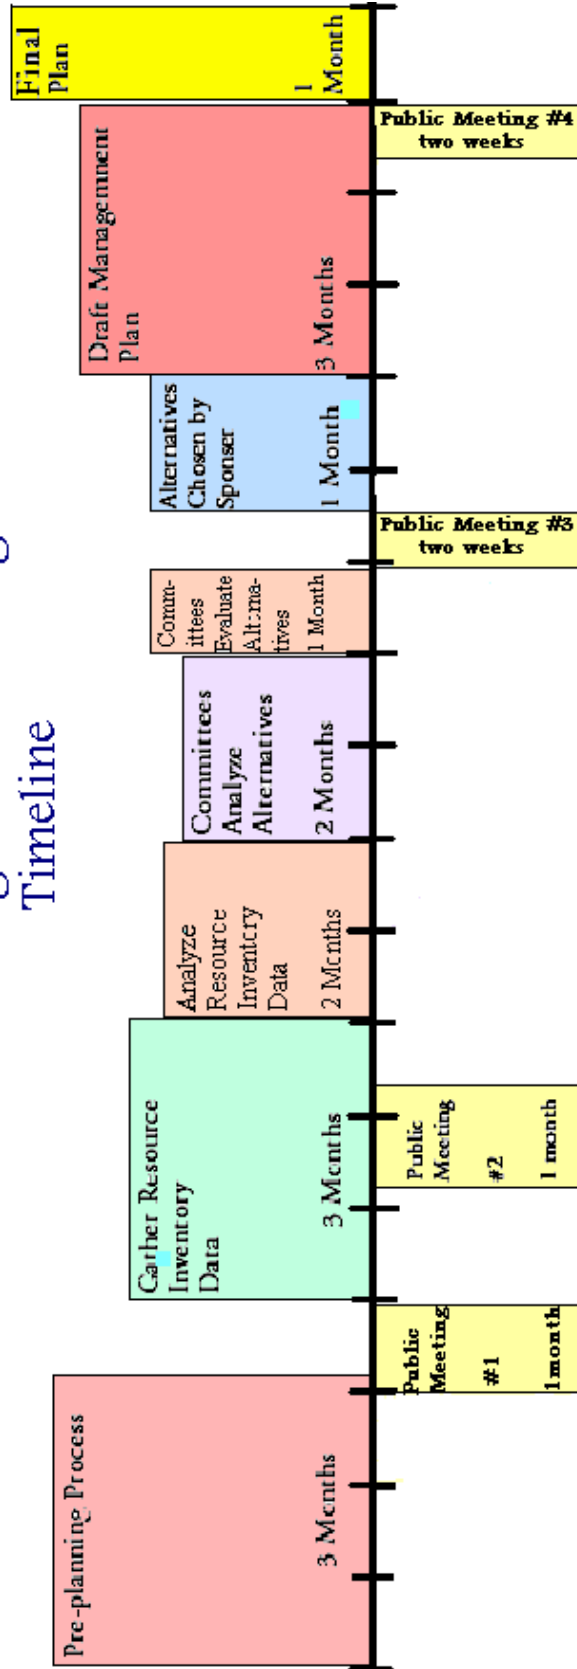 Timeline
Pre-planning Process
3 Months
Public
Meeting
#1
1month
Gather Resource
Inventory
Data
3 Months
Public
Meeting
#2
1 month
Analyze
Resource
Inventory
Data
2 Months
Committees
Analyze
Alternatives
2 Months
Comm-
ittees
Evaluate
Alt:ma-
tives
1 Month
Public Meeting #3
two weeks
Alternatives
Chosen by
Sponser
1 Month
Draft Management
Plan
3 Months
Public Meeting #4
two weeks
Final
Plan
1
Month